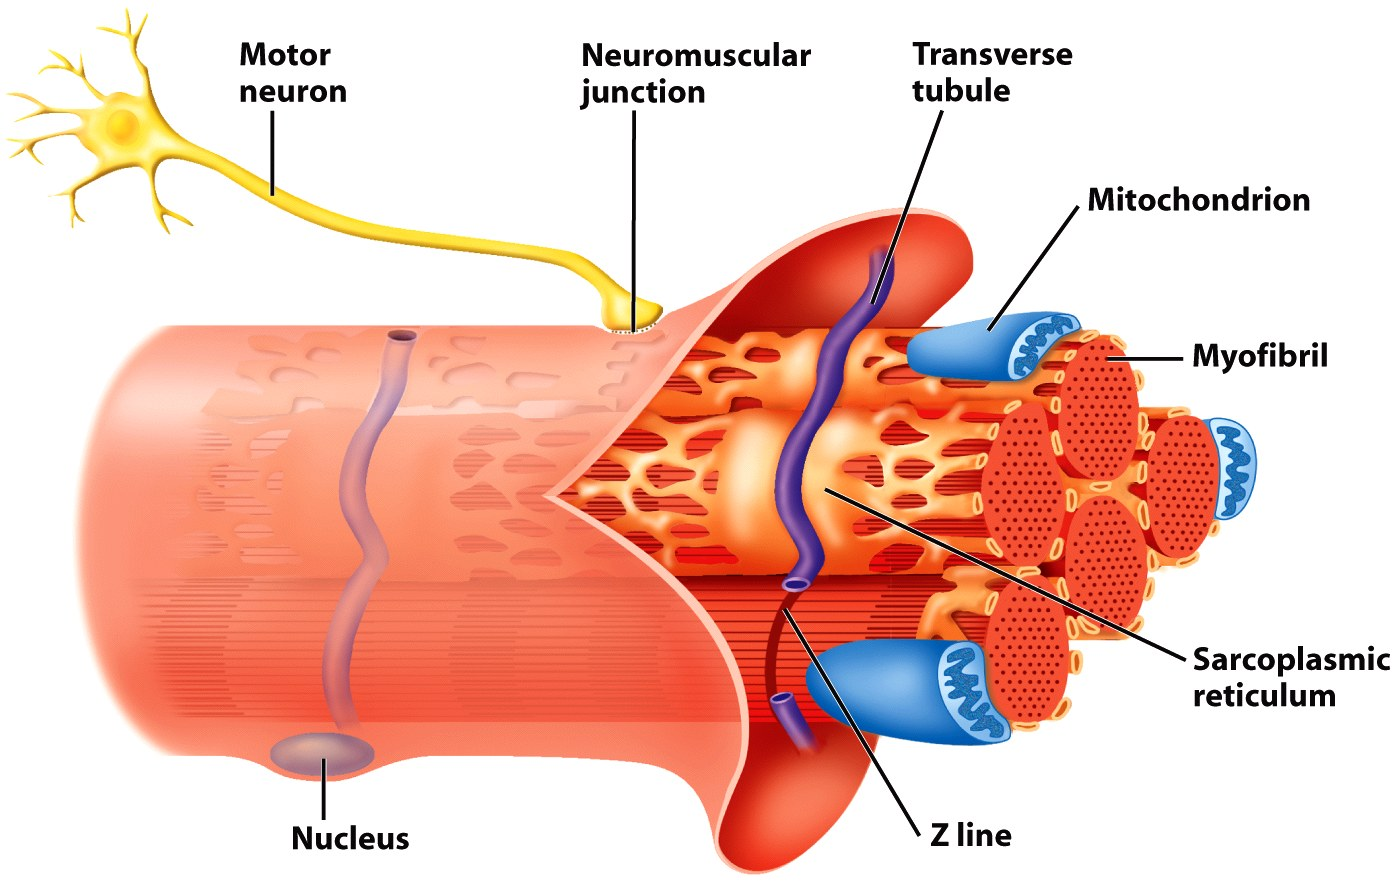 Motor
neuron
Neuromuscular
junction
Transverse
tubule
Mitochondrion
Myofibril
Sarcoplasmic
reticulum
Z line
Nucleus